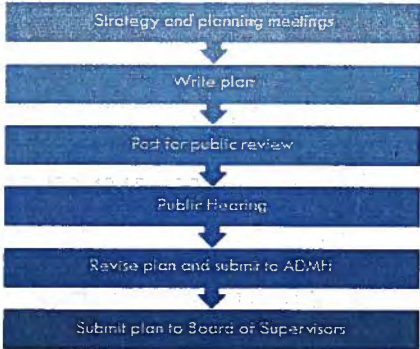 Strategy and planning meetings
Write plan
Post for public review
Public Hearing
Revise plan and submit to ADMH
Submit plan to Board of Supervisors